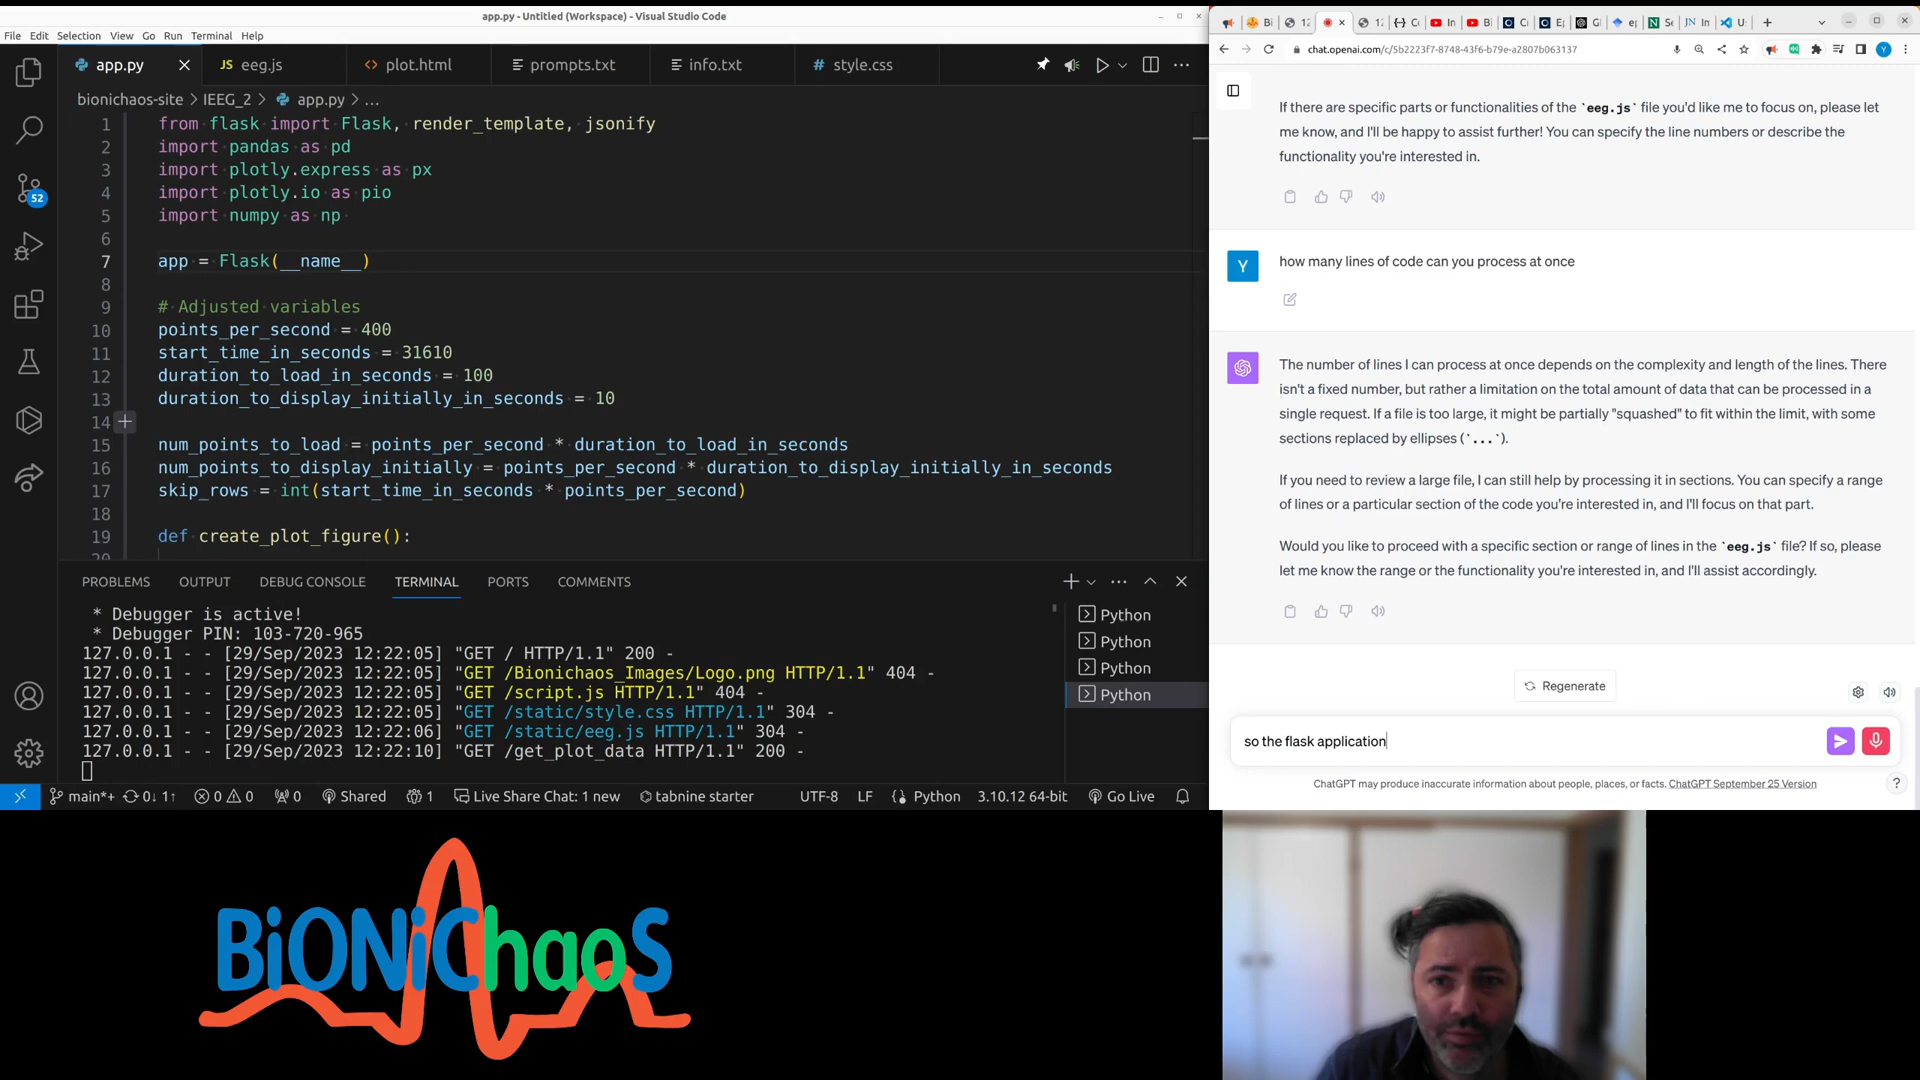 app.py - Untitled (Workspace) - Visual Studio Code
File Edit Selection View Go Run Terminal Help
app.py
eeg.js
plot.html
prompts.txt
info.txt
style.css
bionichaos-site > IEEG_2 > app.py > ...
1 from flask import Flask, render_template, jsonify
2 import pandas as pd
3 import plotly.express as px
4 import plotly.io as pio
5 import numpy as np
6
7 app = Flask(__name__)
8
9 # Adjusted variables
10 points_per_second = 400
11 start_time_in_seconds = 31610
12 duration_to_load_in_seconds = 100
13 duration_to_display_initially_in_seconds = 10
14
15 num_points_to_load = points_per_second * duration_to_load_in_seconds
16 num_points_to_display_initially = points_per_second * duration_to_display_initially_in_seconds
17 skip_rows = int(start_time_in_seconds * points_per_second)
18
19 def create_plot_figure():
20
52
PROBLEMS OUTPUT DEBUG CONSOLE TERMINAL PORTS COMMENTS
* Debugger is active!
* Debugger PIN: 103-720-965
127.0.0.1 - - [29/Sep/2023 12:22:05] "GET / HTTP/1.1" 200 -
127.0.0.1 - - [29/Sep/2023 12:22:05] "GET /Bionichaos_Images/Logo.png HTTP/1.1" 404 -
127.0.0.1 - - [29/Sep/2023 12:22:05] "GET /script.js HTTP/1.1" 404 -
127.0.0.1 - - [29/Sep/2023 12:22:05] "GET /static/style.css HTTP/1.1" 304 -
127.0.0.1 - - [29/Sep/2023 12:22:06] "GET /static/eeg.js HTTP/1.1" 304 -
127.0.0.1 - - [29/Sep/2023 12:22:10] "GET /get_plot_data HTTP/1.1" 200 -
Python
Python
Python
Python
main*+ 0↓ 1↑ 0 0 0 Shared 1 Live Share Chat: 1 new tabnine starter UTF-8 LF Python 3.10.12 64-bit Go Live
chat.openai.com/c/5b2223f7-8748-43f6-b79e-a2807b063137
If there are specific parts or functionalities of the `eeg.js` file you'd like me to focus on, please let
me know, and I'll be happy to assist further! You can specify the line numbers or describe the
functionality you're interested in.
Y
how many lines of code can you process at once
The number of lines I can process at once depends on the complexity and length of the lines. There
isn't a fixed number, but rather a limitation on the total amount of data that can be processed in a
single request. If a file is too large, it might be partially "squashed" to fit within the limit, with some
sections replaced by ellipses (`...`).
If you need to review a large file, I can still help by processing it in sections. You can specify a range
of lines or a particular section of the code you're interested in, and I'll focus on that part.
Would you like to proceed with a specific section or range of lines in the `eeg.js` file? If so, please
let me know the range or the functionality you're interested in, and I'll assist accordingly.
Regenerate
so the flask application
ChatGPT may produce inaccurate information about people, places, or facts. ChatGPT September 25 Version
?
BiONiChaoS